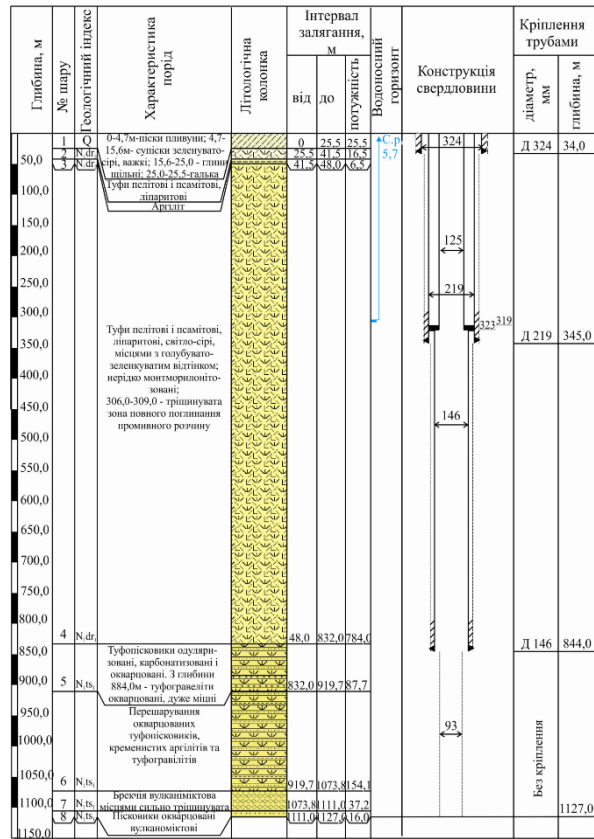 Глибина, м
№ шару
Геологічний індекс
Характеристика
порід
Літологічна
колонка
Інтервал
залягання,
м
від
до
потужність
Водоносний
горизонт
Конструкція
свердловини
Кріплення
трубами
діаметр,
мм
глибина, м
1 Q
0-4,7м-піски пливуни; 4,7-
15,6м- супіски зеленувато-
сірі, важкі; 15,6-25,0 - глини
щільні; 25,0-25,5-галька
0 25,5 25,5
С.р
5,7
324
Д 324 34,0
2 N₁dr₁
Туфи пелітові і псамітові,
ліпаритові
25,5 41,5 16,5
3 N₁dr₁
Аргіліт
41,5 48,0 6,5
50,0
100,0
150,0
200,0
250,0
300,0
350,0
400,0
450,0
500,0
550,0
600,0
650,0
700,0
750,0
800,0
850,0
900,0
950,0
1000,0
1050,0
1100,0
1150,0
125
219
323 319
Д 219 345,0
146
Туфи пелітові і псамітові,
ліпаритові, світло-сірі,
місцями з голубувато-
зеленкуватим відтінком;
нерідко монтморилоніто-
зовані;
306,0-309,0 - тріщинувата
зона повного поглинання
промивного розчину
4 N₁dr₁
48,0 832,0 784,0
Д 146 844,0
5 N₁ts₁
Туфопісковики одуляри-
зовані, карбонатизовані і
окварцовані. З глибини
884,0м - туфогравеліти
окварцовані, дуже міцні
832,0 919,7 87,7
93
Без кріплення
6 N₁ts₁
Перешарування
окварцованих
туфопісковиків,
кременистих аргілітів та
туфогравілітів
919,7 1073,8 154,1
7 N₁ts₁
Брекчія вулканіміктова
місцями сильно тріщинувата
1073,8 1111,0 37,2
1127,0
8 N₁ts₁
Пісковики окварцовані
вулканоміктові
1111,0 1127,0 16,0